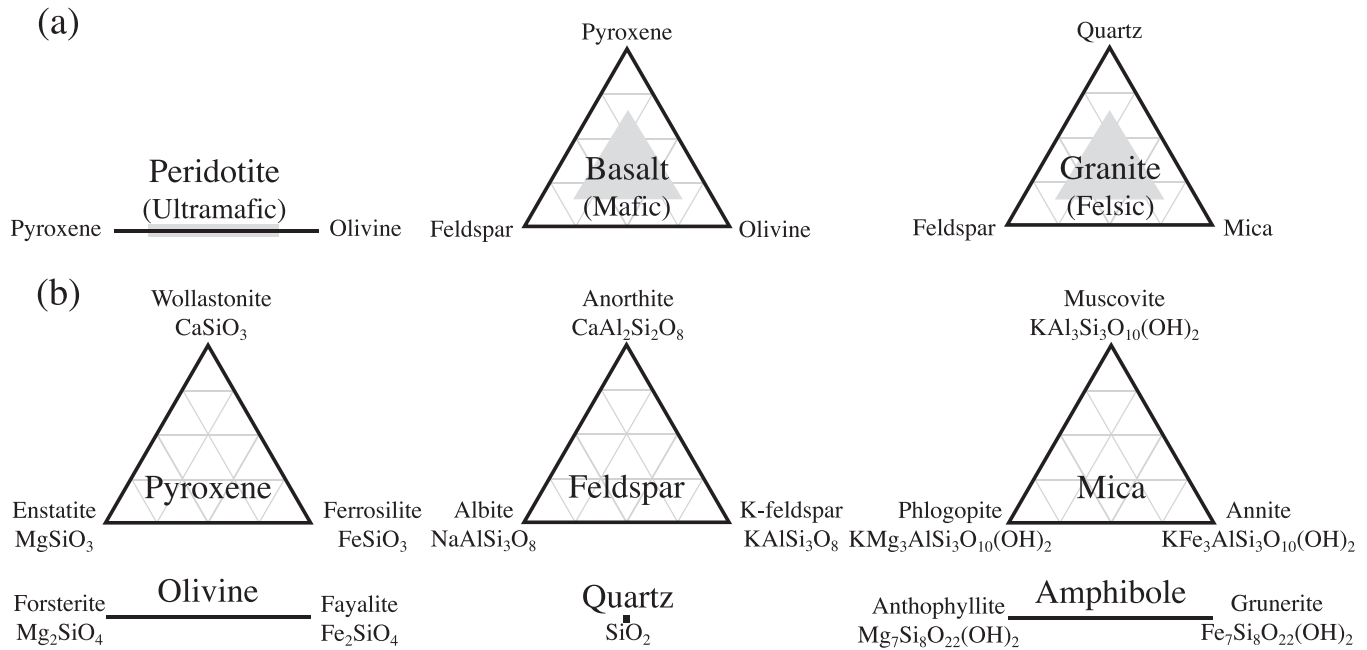 (a)
Pyroxene
Quartz
Peridotite
(Ultramafic)
Basalt
(Mafic)
Granite
(Felsic)
Pyroxene
Olivine
Feldspar
Olivine
Feldspar
Mica
(b)
Wollastonite
CaSiO₃
Anorthite
CaAl₂Si₂O₈
Muscovite
KAl₃Si₃O₁₀(OH)₂
Pyroxene
Feldspar
Mica
Enstatite
MgSiO₃
Ferrosilite
FeSiO₃
Albite
NaAlSi₃O₈
K-feldspar
KAlSi₃O₈
Phlogopite
KMg₃AlSi₃O₁₀(OH)₂
Annite
KFe₃AlSi₃O₁₀(OH)₂
Olivine
Forsterite
Mg₂SiO₄
Fayalite
Fe₂SiO₄
Quartz
SiO₂
Amphibole
Anthophyllite
Mg₇Si₈O₂₂(OH)₂
Grunerite
Fe₇Si₈O₂₂(OH)₂